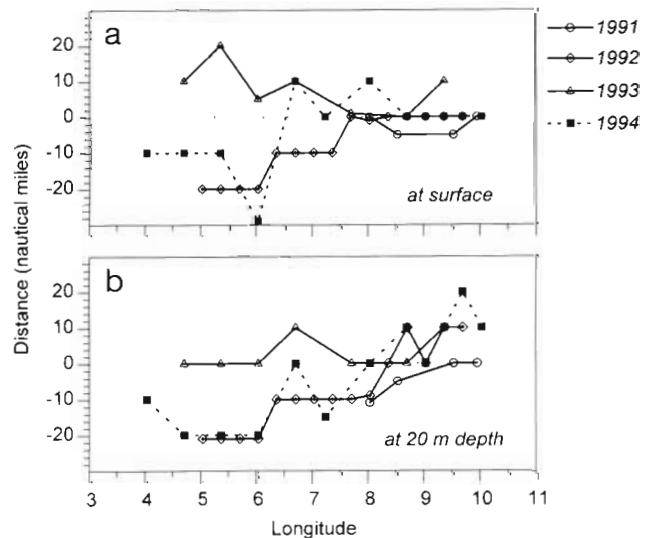 a
20
10
0
-10
-20
at surface
1991
1992
1993
1994
Distance (nautical miles)
b
20
10
0
-10
-20
at 20 m depth
3 4 5 6 7 8 9 10 11
Longitude